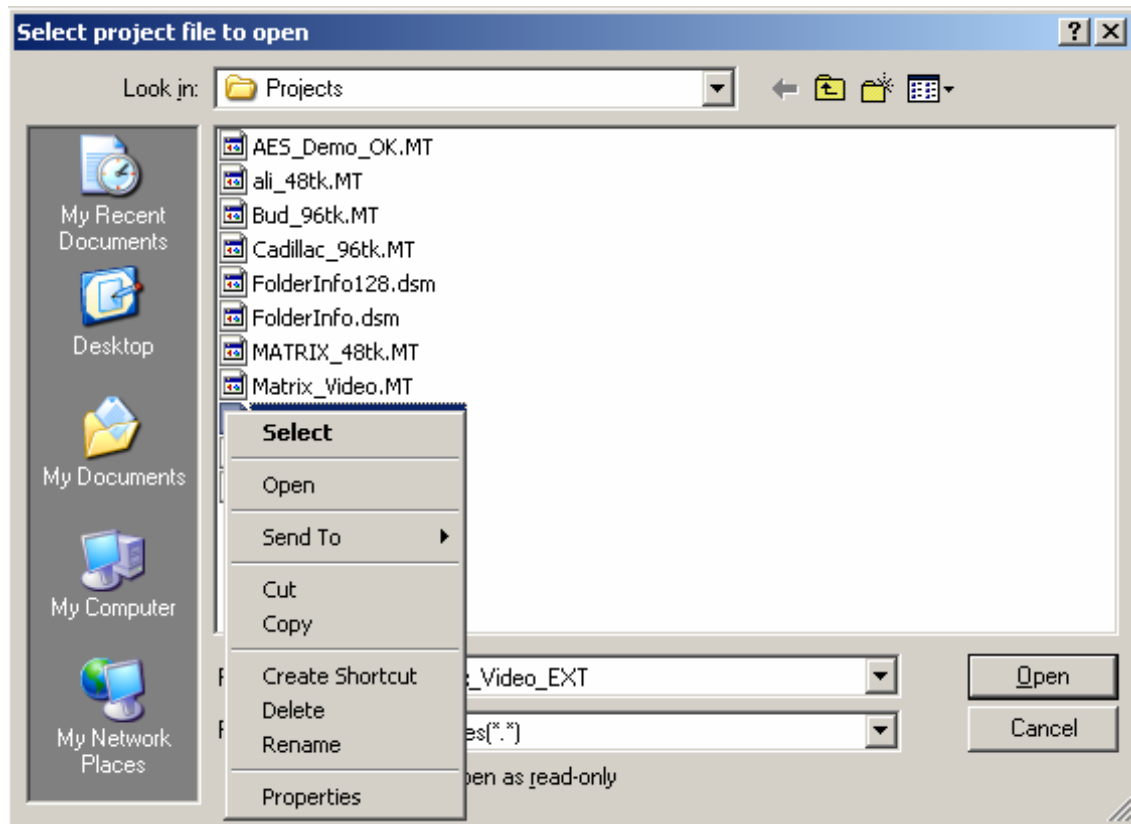 Select project file to open
Look in:
Projects
My Recent
Documents
Desktop
My Documents
My Computer
My Network
Places
AES_Demo_OK.MT
ali_48tk.MT
Bud_96tk.MT
Cadillac_96tk.MT
FolderInfo128.dsm
FolderInfo.dsm
MATRIX_48tk.MT
Matrix_Video.MT
Select
Open
Send To
Cut
Copy
Create Shortcut
Delete
Rename
Properties
_Video_EXT
Open
es(*.*)
Cancel
as read-only